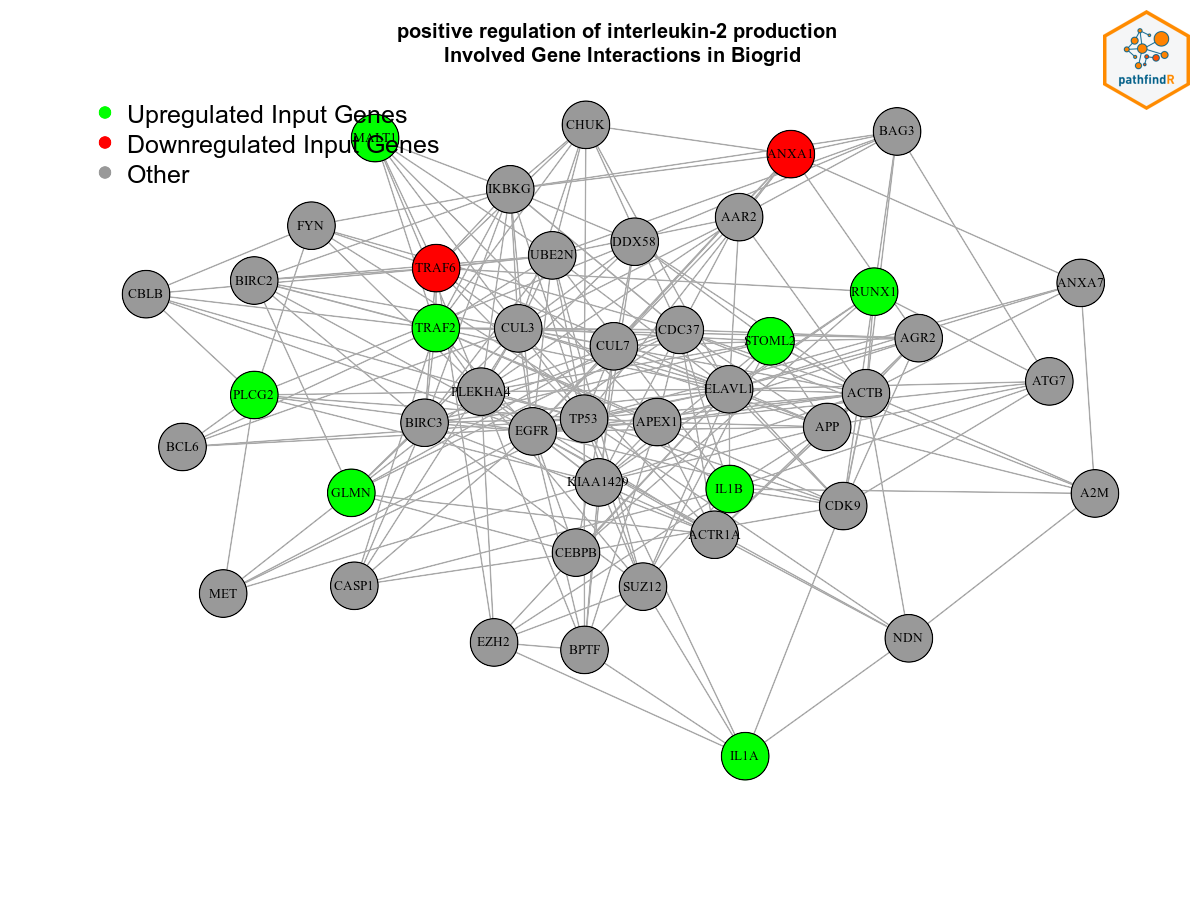 positive regulation of interleukin-2 production
Involved Gene Interactions in Biogrid
pathfindR
Upregulated Input Genes
Downregulated Input Genes
Other
MALT1
CHUK
ANXA1
BAG3
IKBKG
FYN
AAR2
DDX58
UBE2N
TRAF6
BIRC2
CBLB
RUNX1
ANXA7
TRAF2
CUL3
CUL7
CDC37
STOML2
AGR2
PLCG2
PLEKHA4
ELAVL1
ACTB
ATG7
BIRC3
EGFR
TP53
APEX1
APP
BCL6
GLMN
KIAA1429
IL1B
CDK9
A2M
ACTR1A
CEBPB
MET
CASP1
SUZ12
EZH2
BPTF
NDN
IL1A